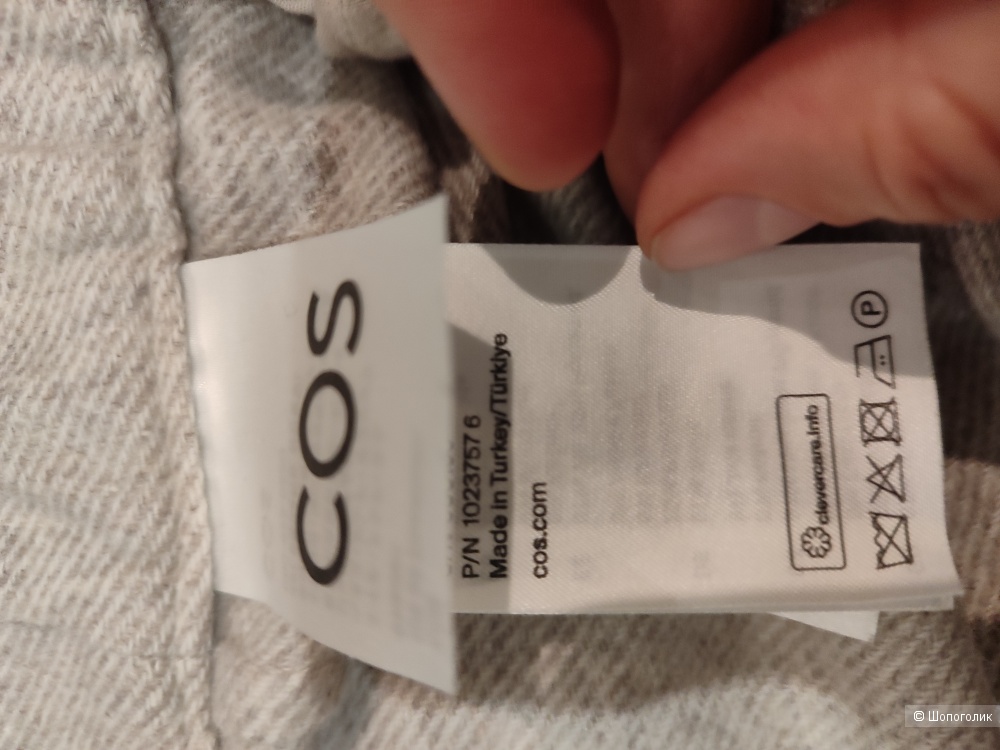 COS
P/N 1023757 6
Made in Turkey/Türkiye
cos.com
clevercare.info
P
© Шопоголик